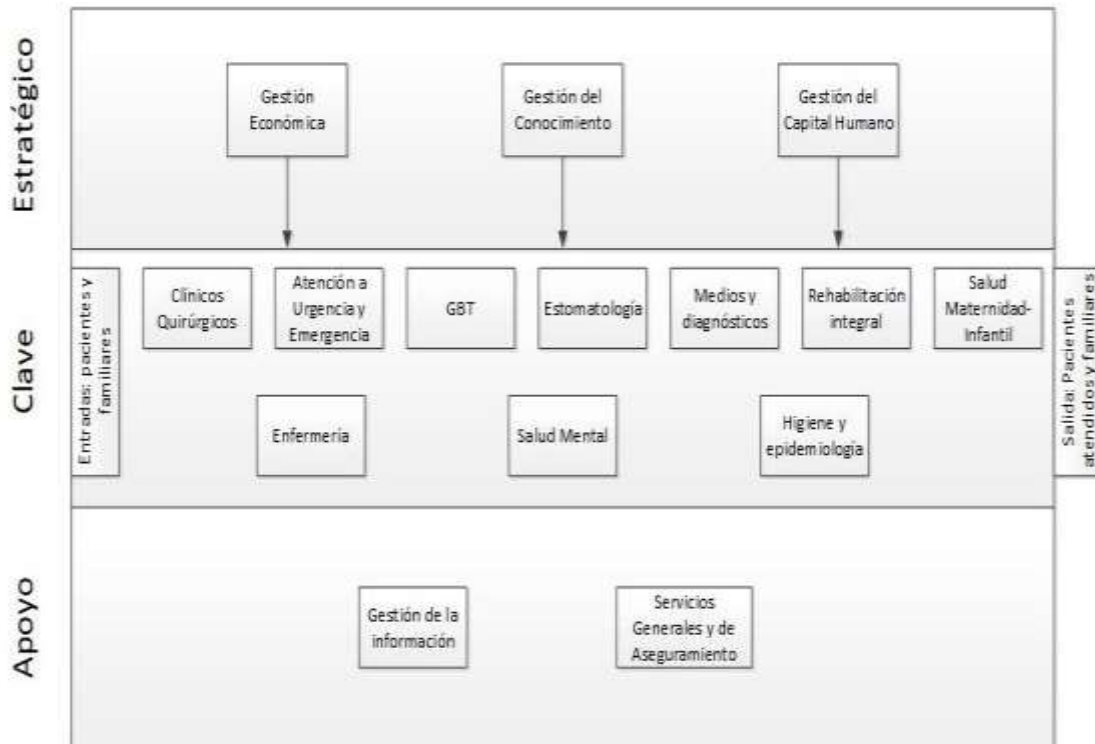 Estratégico
Gestión
Económica
Gestión del
Conocimiento
Gestión del
Capital Humano
Clave
Entradas: pacientes y
familiares
Clínicos
Quirúrgicos
Atención a
Urgencia y
Emergencia
GBT
Estomatología
Medios y
diagnósticos
Rehabilitación
integral
Salud
Maternidad-
Infantil
Enfermería
Salud Mental
Higiene y
epidemiología
Salida: Pacientes
atendidos y familiares
Apoyo
Gestión de la
información
Servicios
Generales y de
Aseguramiento